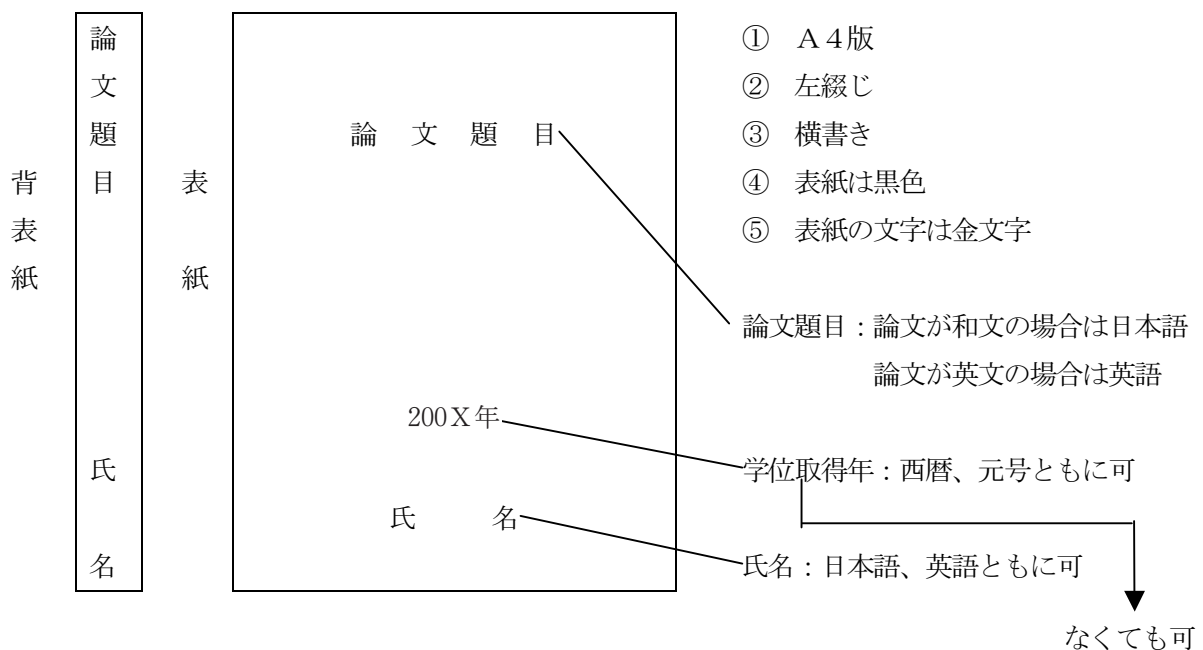 背表紙
論文題目
氏名
表紙
論文題目
200X年
氏名
① A4版
② 左綴じ
③ 横書き
④ 表紙は黒色
⑤ 表紙の文字は金文字
論文題目：論文が和文の場合は日本語
論文が英文の場合は英語
学位取得年：西暦、元号ともに可
氏名：日本語、英語ともに可
なくても可